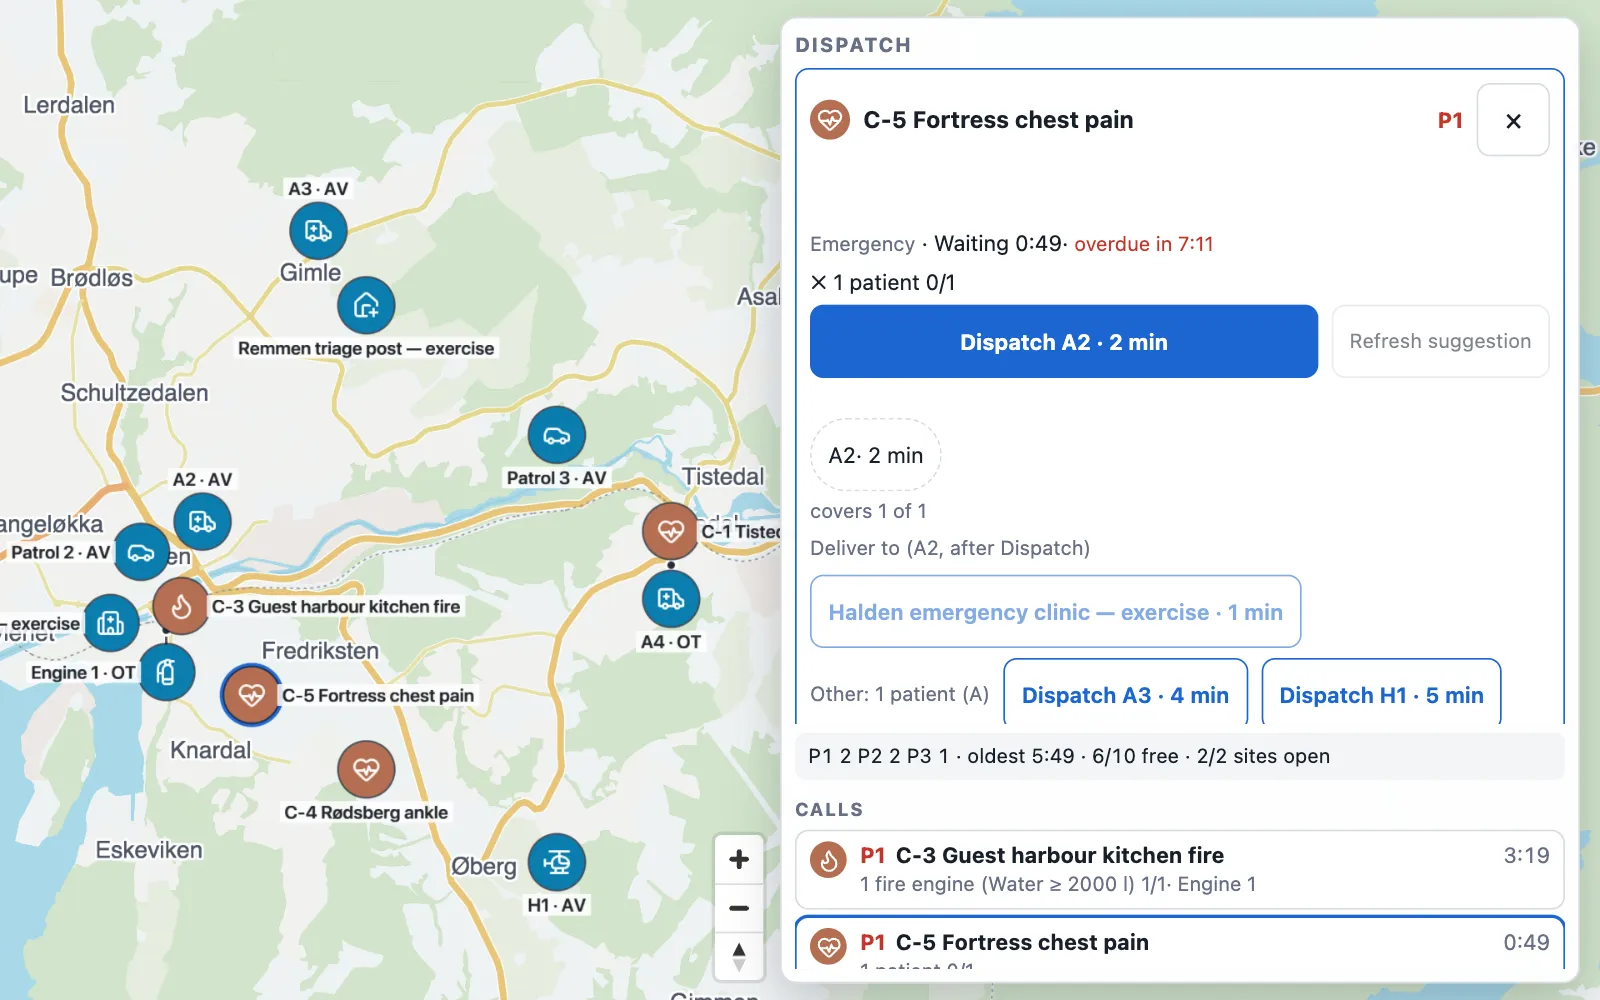 Lerdalen
A3 · AV
Gimle
Brødløs
Remmen triage post — exercise
Schultzedalen
A2 · AV
Patrol 3 · AV
Tistedal
Patrol 2 · AV
C-3 Guest harbour kitchen fire
exercise
Engine 1 · OT
Fredriksten
A4 · OT
C-5 Fortress chest pain
Knardal
C-4 Rødsberg ankle
Eskeviken
Øberg
H1 · AV
DISPATCH
C-5 Fortress chest pain
P1
Emergency · Waiting 0:49· overdue in 7:11
× 1 patient 0/1
Dispatch A2 · 2 min
Refresh suggestion
A2· 2 min
covers 1 of 1
Deliver to (A2, after Dispatch)
Halden emergency clinic — exercise · 1 min
Other: 1 patient (A)
Dispatch A3 · 4 min
Dispatch H1 · 5 min
P1 2 P2 2 P3 1 · oldest 5:49 · 6/10 free · 2/2 sites open
CALLS
P1 C-3 Guest harbour kitchen fire 3:19
1 fire engine (Water ≥ 2000 l) 1/1· Engine 1
P1 C-5 Fortress chest pain 0:49